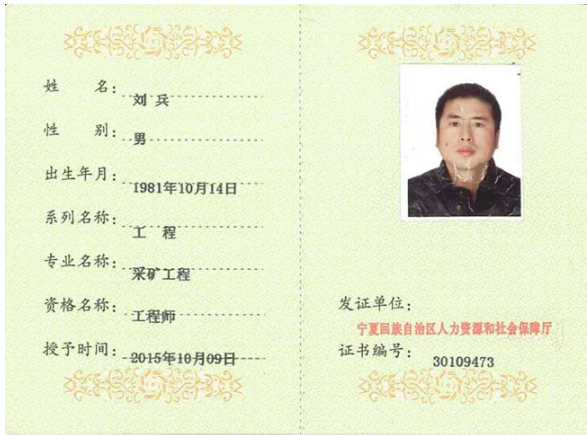 姓 名：刘 兵
性 别：男
出生年月：1981年10月14日
系列名称：工 程
专业名称：采矿工程
资格名称：工程师
授予时间：2015年10月09日
发证单位：
宁夏回族自治区人力资源和社会保障厅
证书编号：30109473